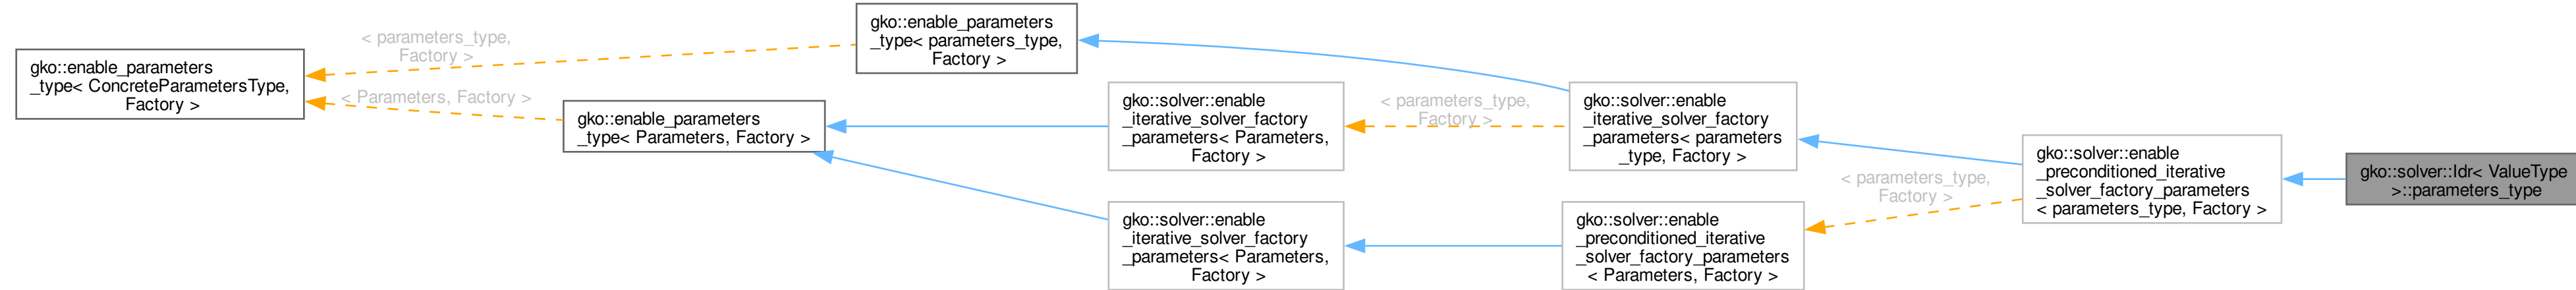 gko::enable_parameters
_type< ConcreteParametersType,
Factory >
< parameters_type,
Factory >
< Parameters, Factory >
gko::enable_parameters
_type< parameters_type,
Factory >
gko::enable_parameters
_type< Parameters, Factory >
gko::solver::enable
_iterative_solver_factory
_parameters< Parameters,
Factory >
gko::solver::enable
_iterative_solver_factory
_parameters< Parameters,
Factory >
< parameters_type,
Factory >
gko::solver::enable
_iterative_solver_factory
_parameters< parameters
_type, Factory >
gko::solver::enable
_preconditioned_iterative
_solver_factory_parameters
< Parameters, Factory >
< parameters_type,
Factory >
gko::solver::enable
_preconditioned_iterative
_solver_factory_parameters
< parameters_type, Factory >
gko::solver::Idr< ValueType
>::parameters_type